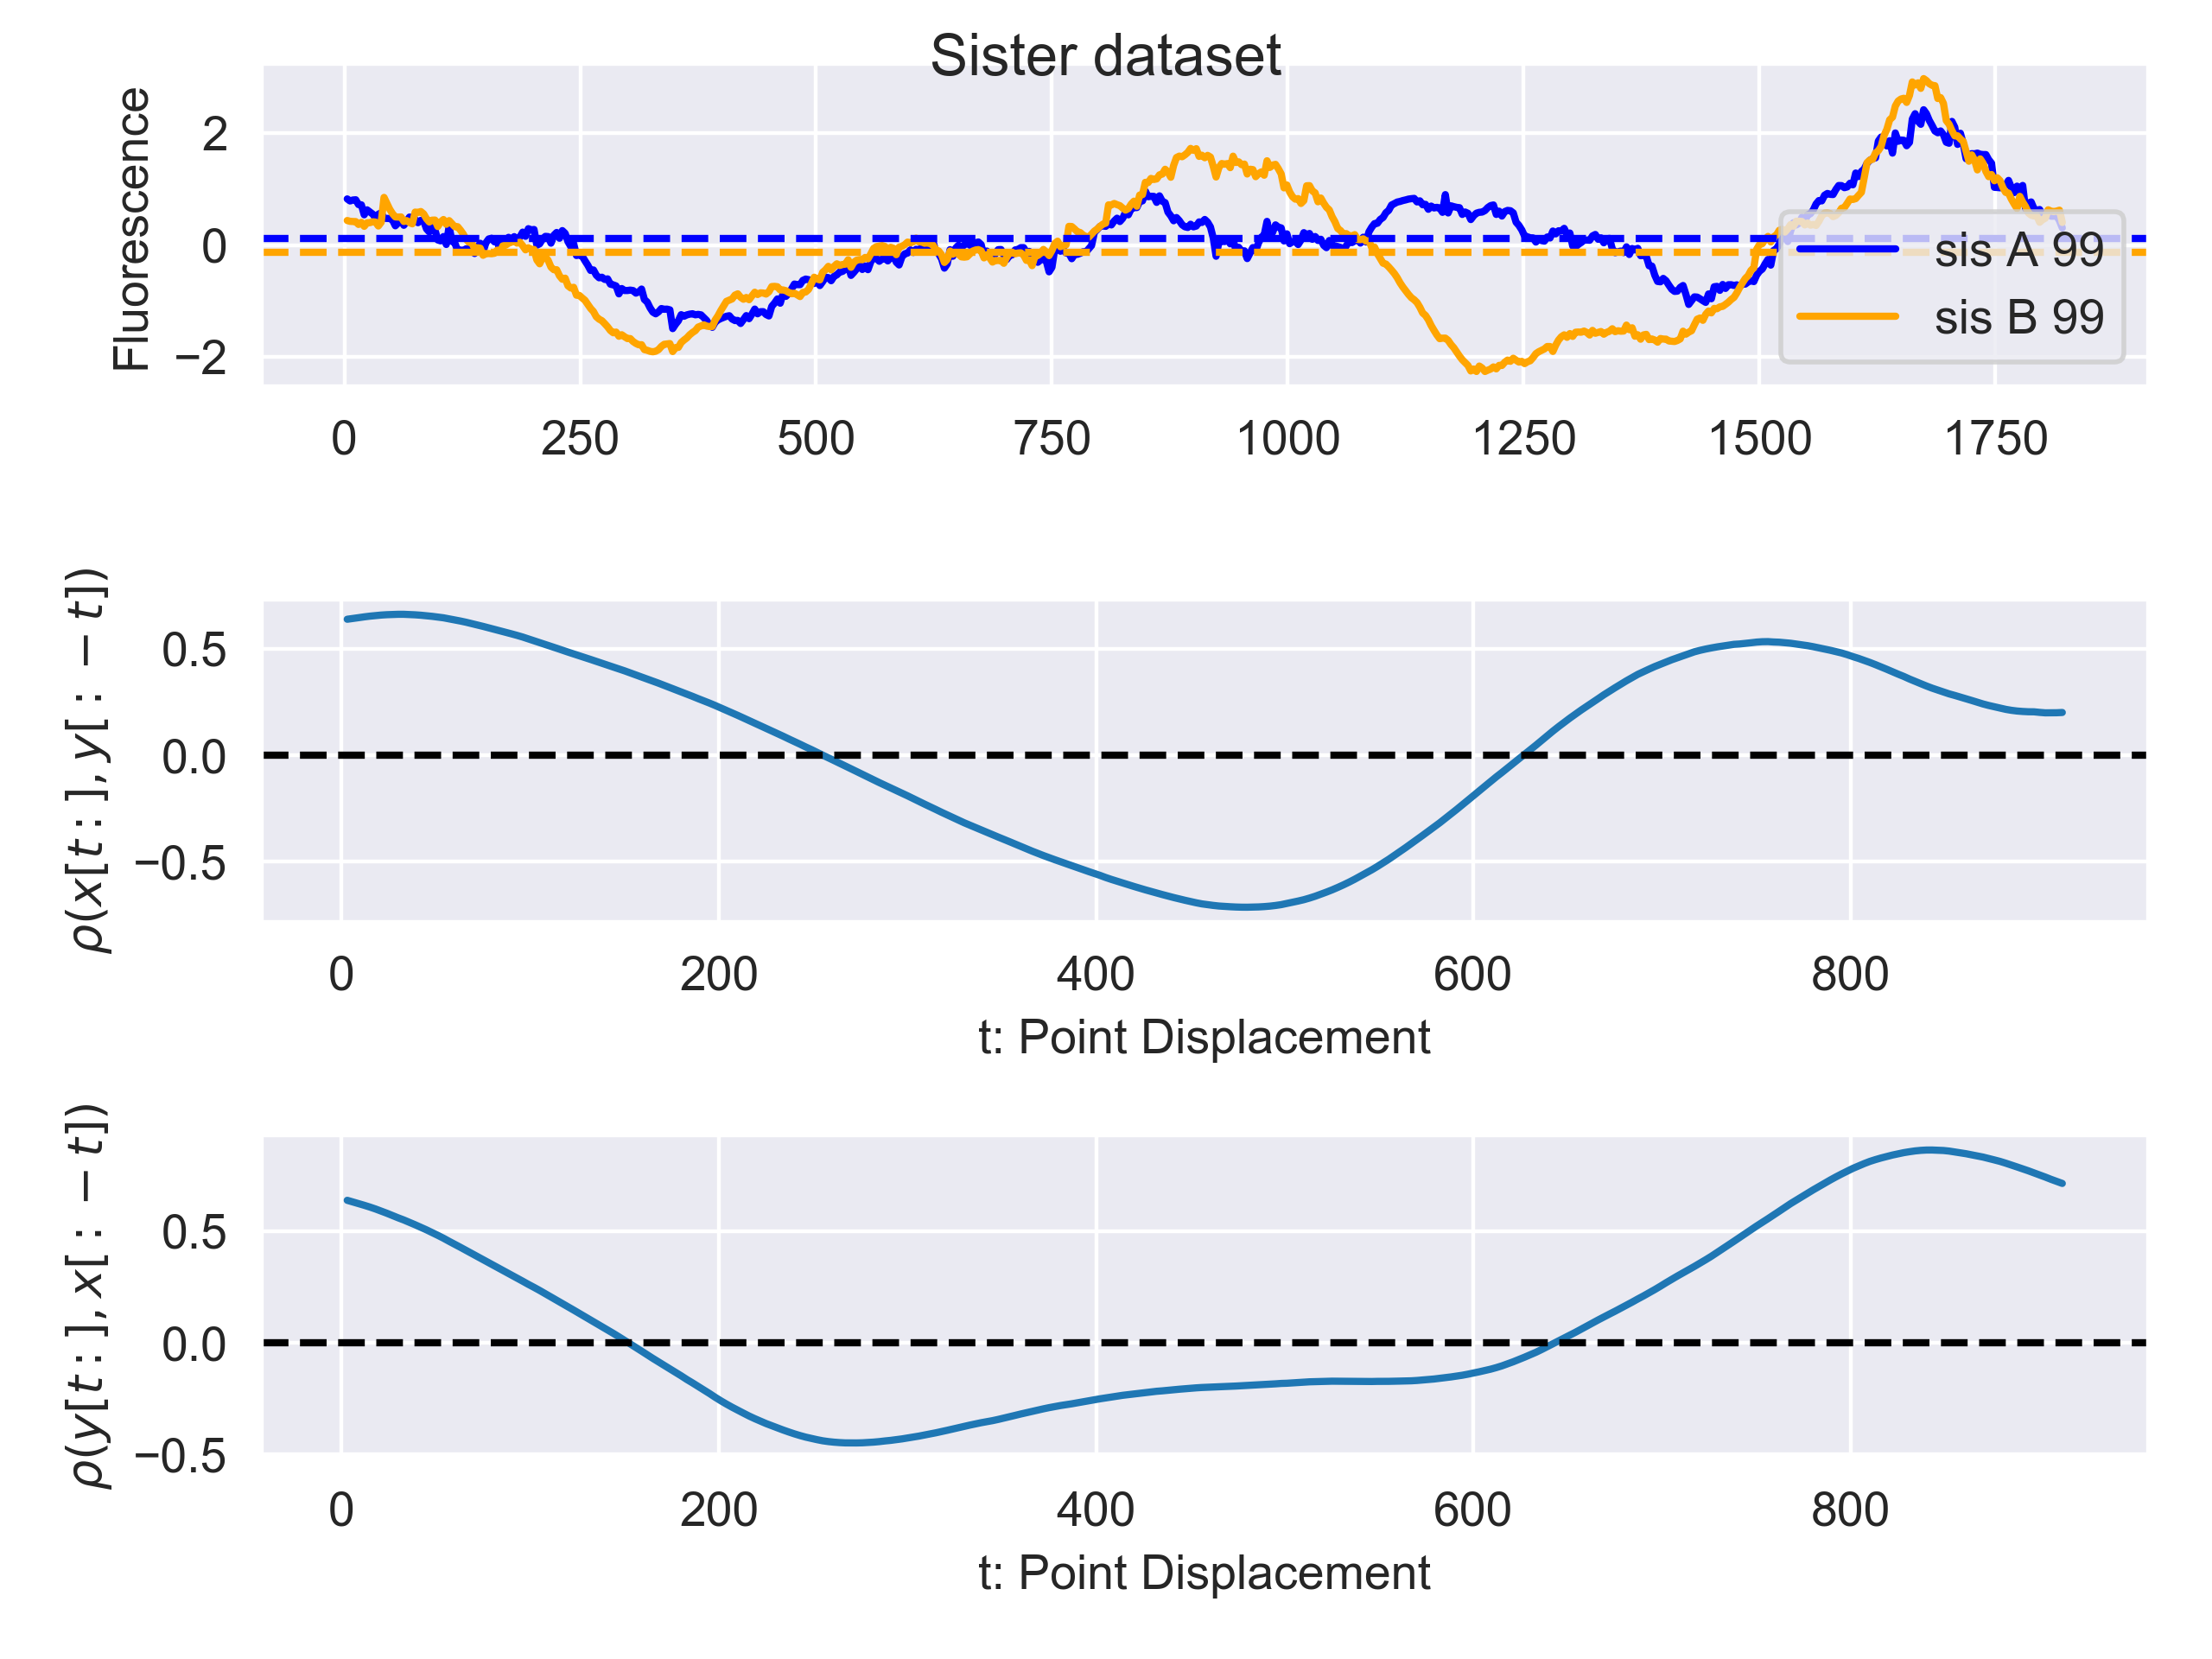 Sister dataset
Fluorescence
2
0
−2
sis A 99
sis B 99
0 250 500 750 1000 1250 1500 1750
ρ(x[t:],y[:−t])
0.5
0.0
−0.5
0 200 400 600 800
t: Point Displacement
ρ(y[t:],x[:−t])
0.5
0.0
−0.5
0 200 400 600 800
t: Point Displacement